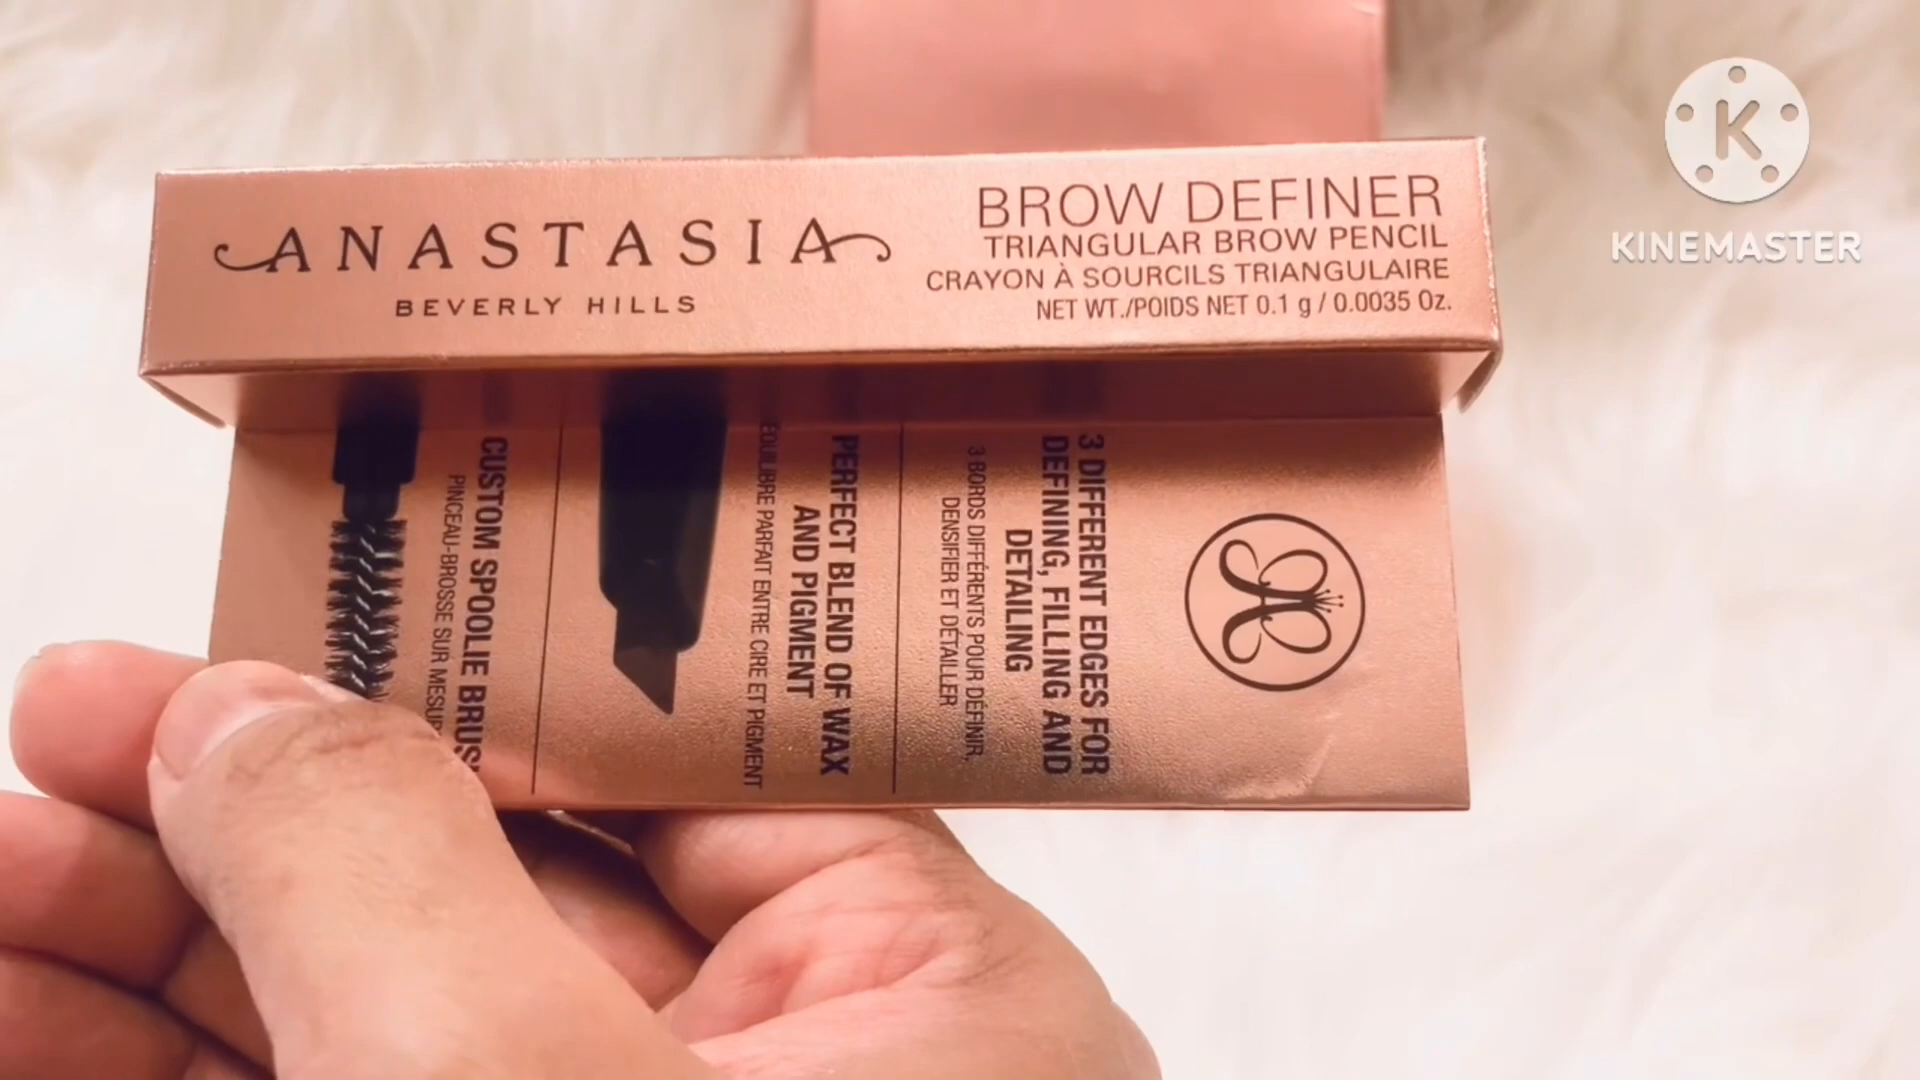 ANASTASIA
BEVERLY HILLS
BROW DEFINER
TRIANGULAR BROW PENCIL
CRAYON À SOURCILS TRIANGULAIRE
NET WT./POIDS NET 0.1 g / 0.0035 Oz.
K
KINEMASTER
3 DIFFERENT EDGES FOR
DEFINING, FILLING AND
DETAILING
3 BORDS DIFFÉRENTS POUR DÉFINIR,
DENSIFIER ET DÉTAILLER
PERFECT BLEND OF WAX
AND PIGMENT
ÉQUILIBRE PARFAIT ENTRE CIRE ET PIGMENT
CUSTOM SPOOLIE BRUSH
PINCEAU-BROSSE SUR